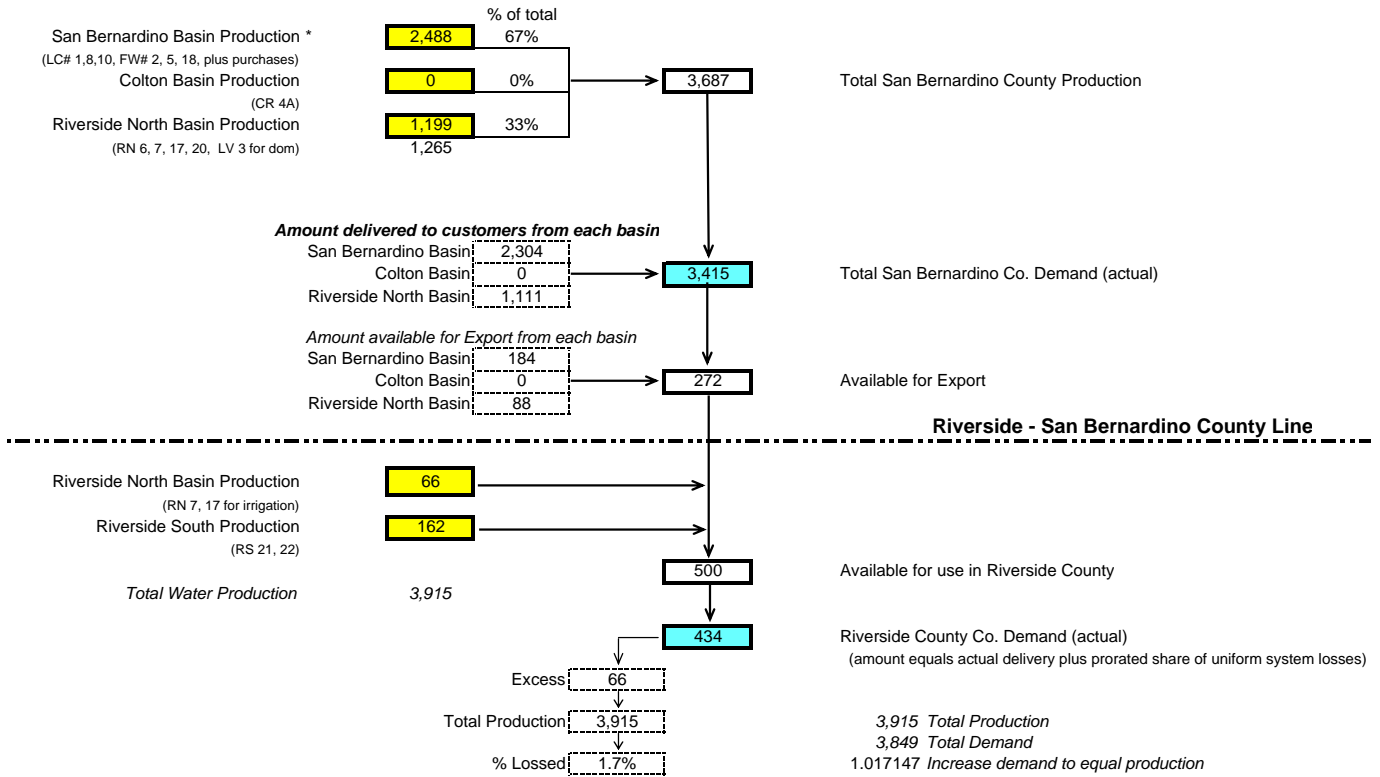 % of total
San Bernardino Basin Production * 2,488 67%
(LC# 1,8,10, FW# 2, 5, 18, plus purchases)
Colton Basin Production 0 0% 3,687 Total San Bernardino County Production
(CR 4A)
Riverside North Basin Production 1,199 33%
(RN 6, 7, 17, 20, LV 3 for dom) 1,265
Amount delivered to customers from each basin
San Bernardino Basin 2,304
Colton Basin 0 3,415 Total San Bernardino Co. Demand (actual)
Riverside North Basin 1,111
Amount available for Export from each basin
San Bernardino Basin 184
Colton Basin 0 272 Available for Export
Riverside North Basin 88
Riverside - San Bernardino County Line
Riverside North Basin Production 66
(RN 7, 17 for irrigation)
Riverside South Production 162
(RS 21, 22)
500 Available for use in Riverside County
Total Water Production 3,915
434 Riverside County Co. Demand (actual)
(amount equals actual delivery plus prorated share of uniform system losses)
Excess 66
Total Production 3,915 3,915 Total Production
3,849 Total Demand
% Lossed 1.7% 1.017147 Increase demand to equal production